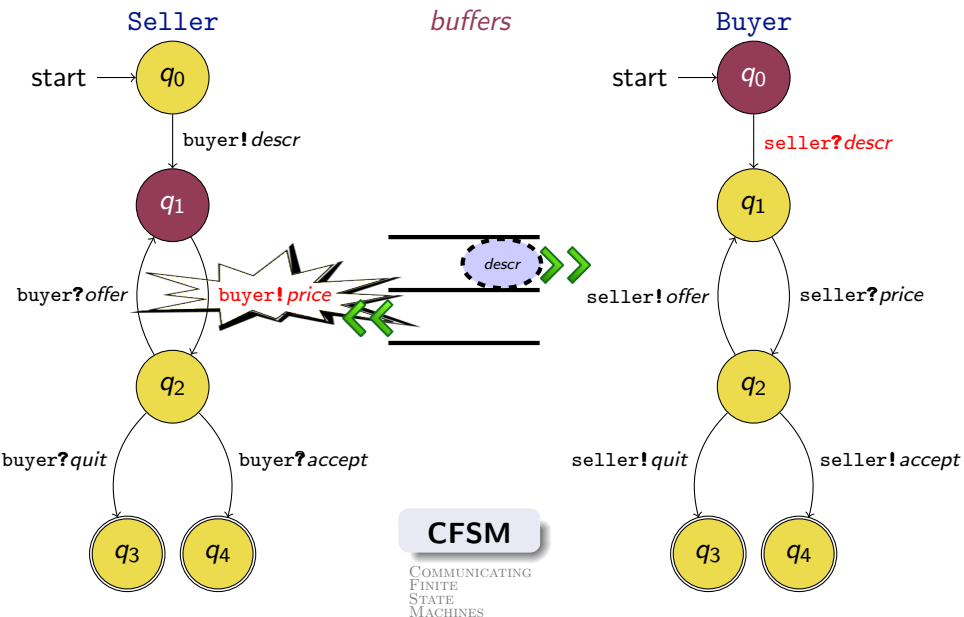 Seller
buffers
Buyer
start
q0
start
q0
buyer!descr
seller?descr
q1
q1
descr
buyer?offer
buyer!price
seller!offer
seller?price
q2
q2
buyer?quit
buyer?accept
seller!quit
seller!accept
q3
q4
CFSM
q3
q4
COMMUNICATING
FINITE
STATE
MACHINES